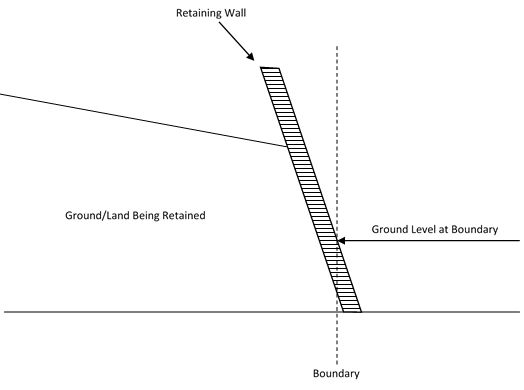 Retaining Wall
Ground/Land Being Retained
Ground Level at Boundary
Boundary